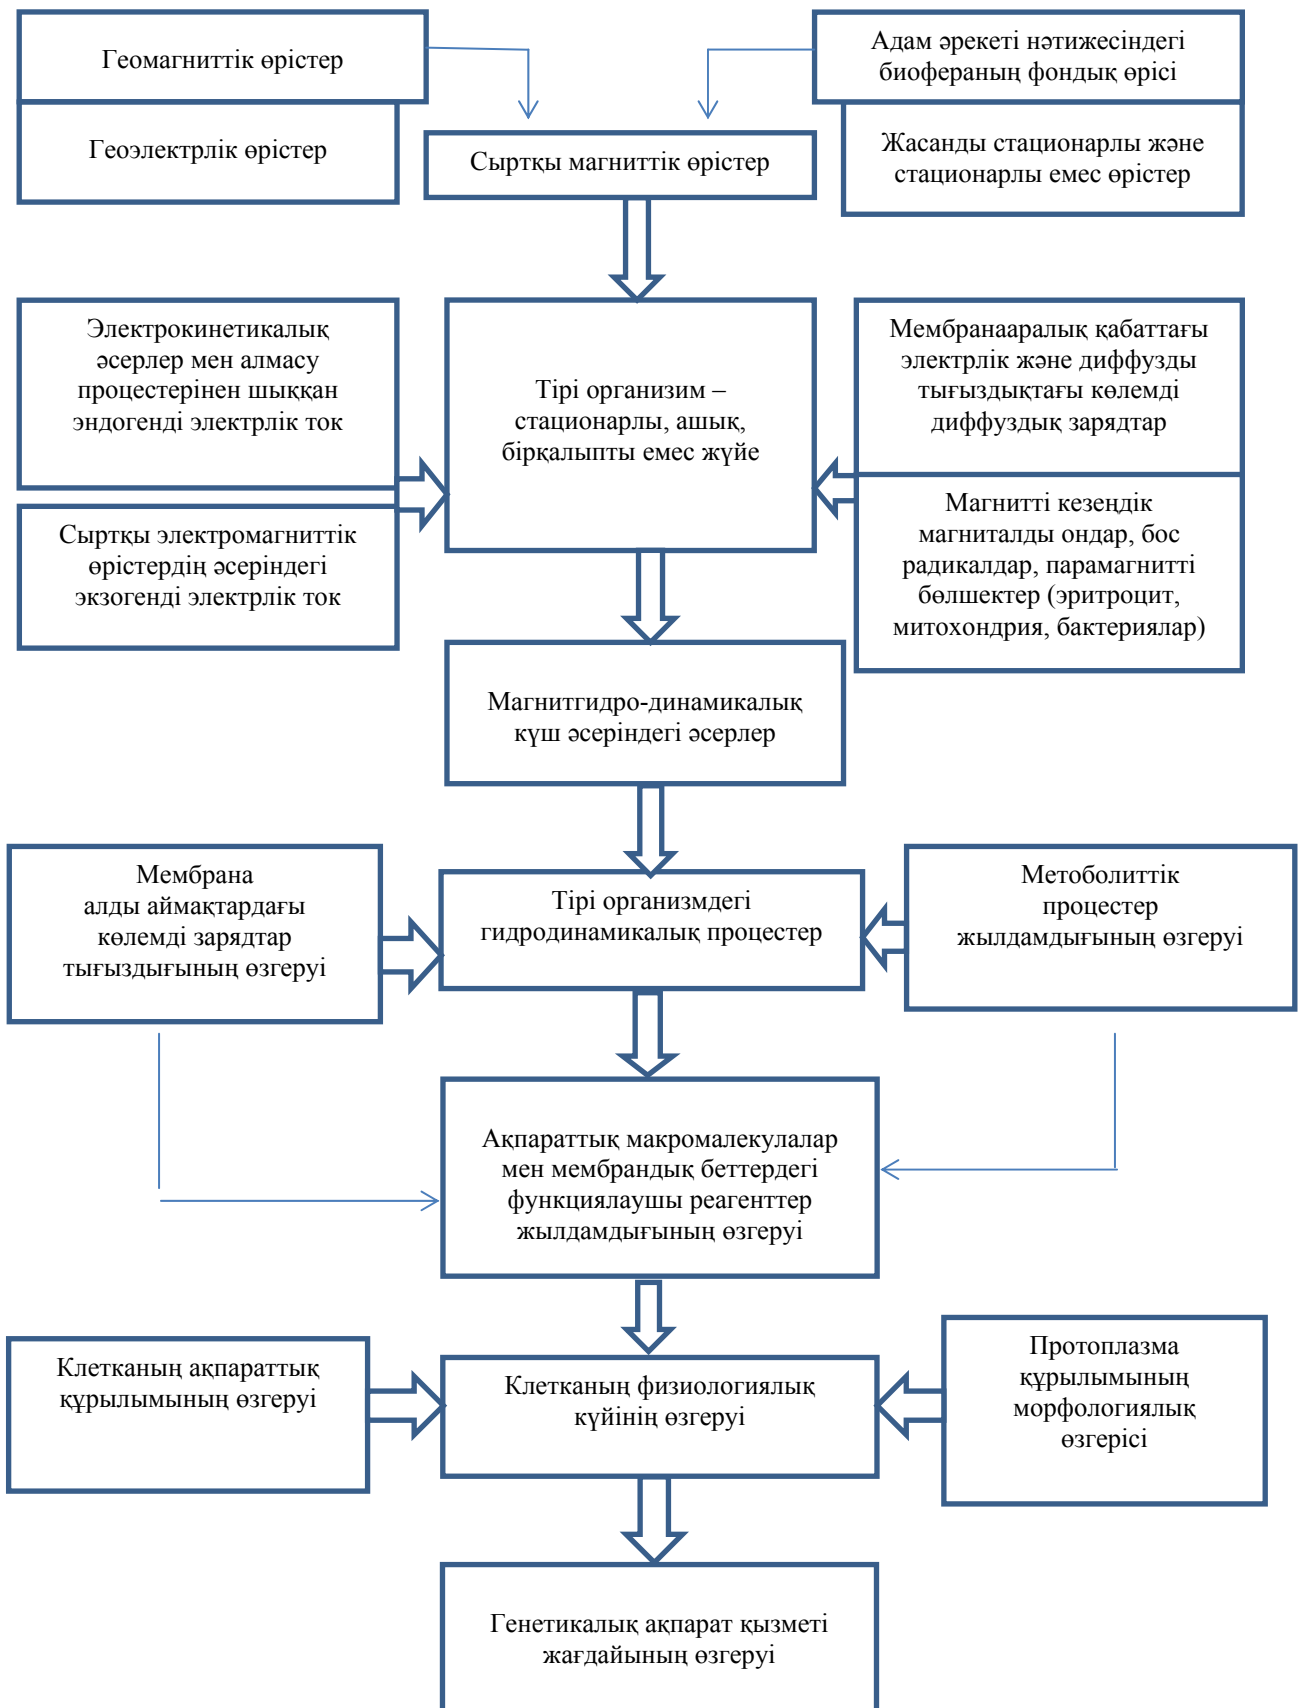 Геомагниттік өрістер
Адам әрекеті нәтижесіндегі
биофераның фондық өрісі
Геоэлектрлік өрістер
Сыртқы магниттік өрістер
Жасанды стационарлы және
стационарлы емес өрістер
Электрокинетикалық
әсерлер мен алмасу
процестерінен шыққан
эндогенді электрлік ток
Тірі организим –
стационарлы, ашық,
бірқалыпты емес жүйе
Мембранааралық қабаттағы
электрлік және диффузды
тығыздықтағы көлемді
диффуздық зарядтар
Сыртқы электромагниттік
өрістердің әсеріндегі
экзогенді электрлік ток
Магнитті кезеңдік
магниталды ондар, бос
радикалдар, парамагнитті
бөлшектер (эритроцит,
митохондрия, бактериялар)
Магнитгидро-динамикалық
күш әсеріндегі әсерлер
Мембрана
алды аймақтардағы
көлемді зарядтар
тығыздығының өзгеруі
Тірі организмдегі
гидродинамикалық процестер
Метоболиттік
процестер
жылдамдығының өзгеруі
Ақпараттық макромалекулалар
мен мембрандық беттердегі
функциялаушы реагенттер
жылдамдығының өзгеруі
Клетканың ақпараттық
құрылымының өзгеруі
Клетканың физиологиялық
күйінің өзгеруі
Протоплазма
құрылымының
морфологиялық
өзгерісі
Генетикалық ақпарат қызметі
жағдайының өзгеруі